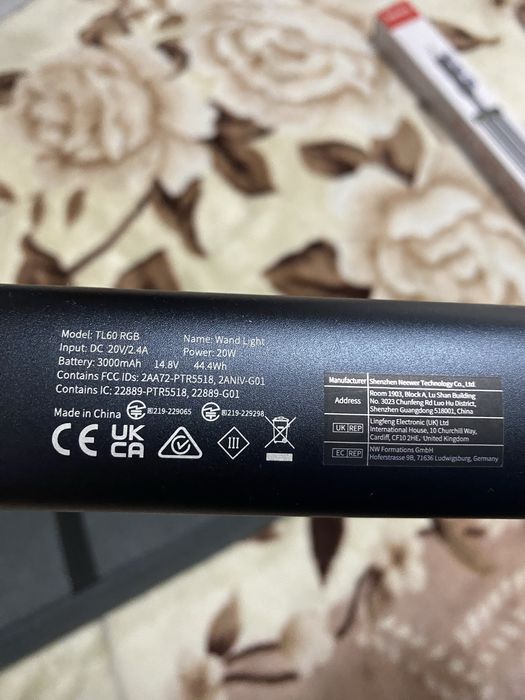 Model: TL60 RGB
Name: Wand Light
Input: DC 20V/2.4A
Power: 20W
Battery: 3000mAh 14.8V 44.4Wh
Contains FCC IDs: 2AA72-PTR5518, 2ANIV-G01
Contains IC: 22889-PTR5518, 22889-G01
Made in China R 219-229065 R 219-229298
CE UK CA III
Manufacturer Shenzhen Neewer Technology Co., Ltd.
Address Room 1903, Block A, Lu Shan Building
No. 3023 Chunfeng Rd Luo Hu District,
Shenzhen Guangdong 518001, China
UK REP Lingfeng Electronic (UK) Ltd
International House, 10 Churchill Way,
Cardiff, CF10 2HE, United Kingdom
EC REP NW Formations GmbH
Hoferstrasse 9B, 71636 Ludwigsburg, Germany